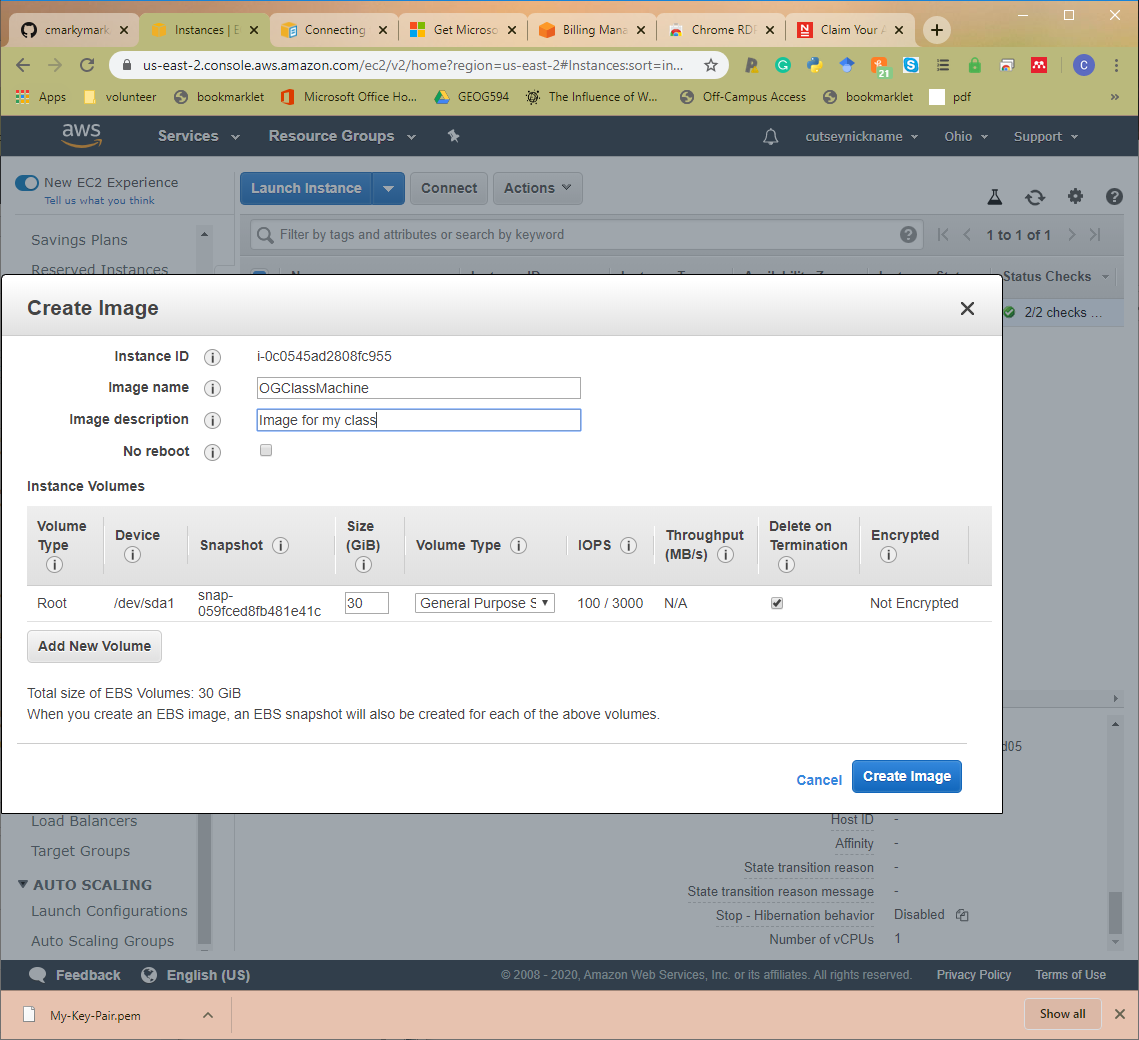 cmarkymark
Instances | E
Connecting
Get Microso
Billing Mana
Chrome RDI
Claim Your A
us-east-2.console.aws.amazon.com/ec2/v2/home?region=us-east-2#Instances:sort=in...
21
C
Apps
volunteer
bookmarklet
Microsoft Office Ho...
GEOG594
The Influence of W...
Off-Campus Access
bookmarklet
pdf
»
aws
Services
Resource Groups
cutseynickname
Ohio
Support
New EC2 Experience
Tell us what you think
Launch Instance
Connect
Actions
Savings Plans
Reserved Instances
Filter by tags and attributes or search by keyword
1 to 1 of 1
Status Checks
2/2 checks ...
Create Image
Instance ID
i-0c0545ad2808fc955
Image name
OGClassMachine
Image description
Image for my class
No reboot
Instance Volumes
Volume Type
Device
Snapshot
Size (GiB)
Volume Type
IOPS
Throughput (MB/s)
Delete on Termination
Encrypted
Root
/dev/sda1
snap-
059fced8fb481e41c
30
General Purpose S
100 / 3000
N/A
Not Encrypted
Add New Volume
Total size of EBS Volumes: 30 GiB
When you create an EBS image, an EBS snapshot will also be created for each of the above volumes.
Cancel
Create Image
d05
Load Balancers
Target Groups
AUTO SCALING
Launch Configurations
Auto Scaling Groups
Host ID -
Affinity -
State transition reason -
State transition reason message -
Stop - Hibernation behavior Disabled
Number of vCPUs 1
Feedback
English (US)
© 2008 - 2020, Amazon Web Services, Inc. or its affiliates. All rights reserved.
Privacy Policy
Terms of Use
My-Key-Pair.pem
Show all